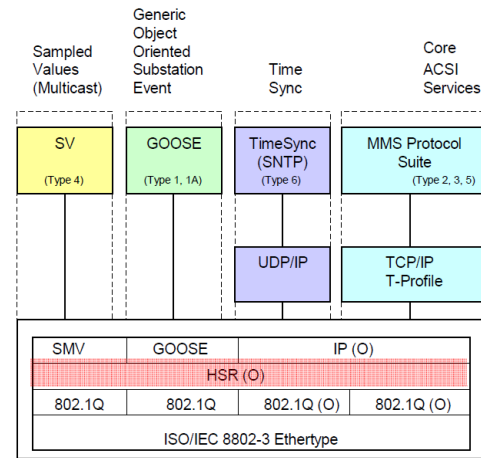 Sampled
Values
(Multicast)
Generic
Object
Oriented
Substation
Event
Time
Sync
Core
ACSI
Services
SV
(Type 4)
GOOSE
(Type 1, 1A)
TimeSync
(SNTP)
(Type 6)
MMS Protocol
Suite
(Type 2, 3, 5)
UDP/IP
TCP/IP
T-Profile
SMV GOOSE IP (O)
HSR (O)
802.1Q 802.1Q 802.1Q (O) 802.1Q (O)
ISO/IEC 8802-3 Ethertype